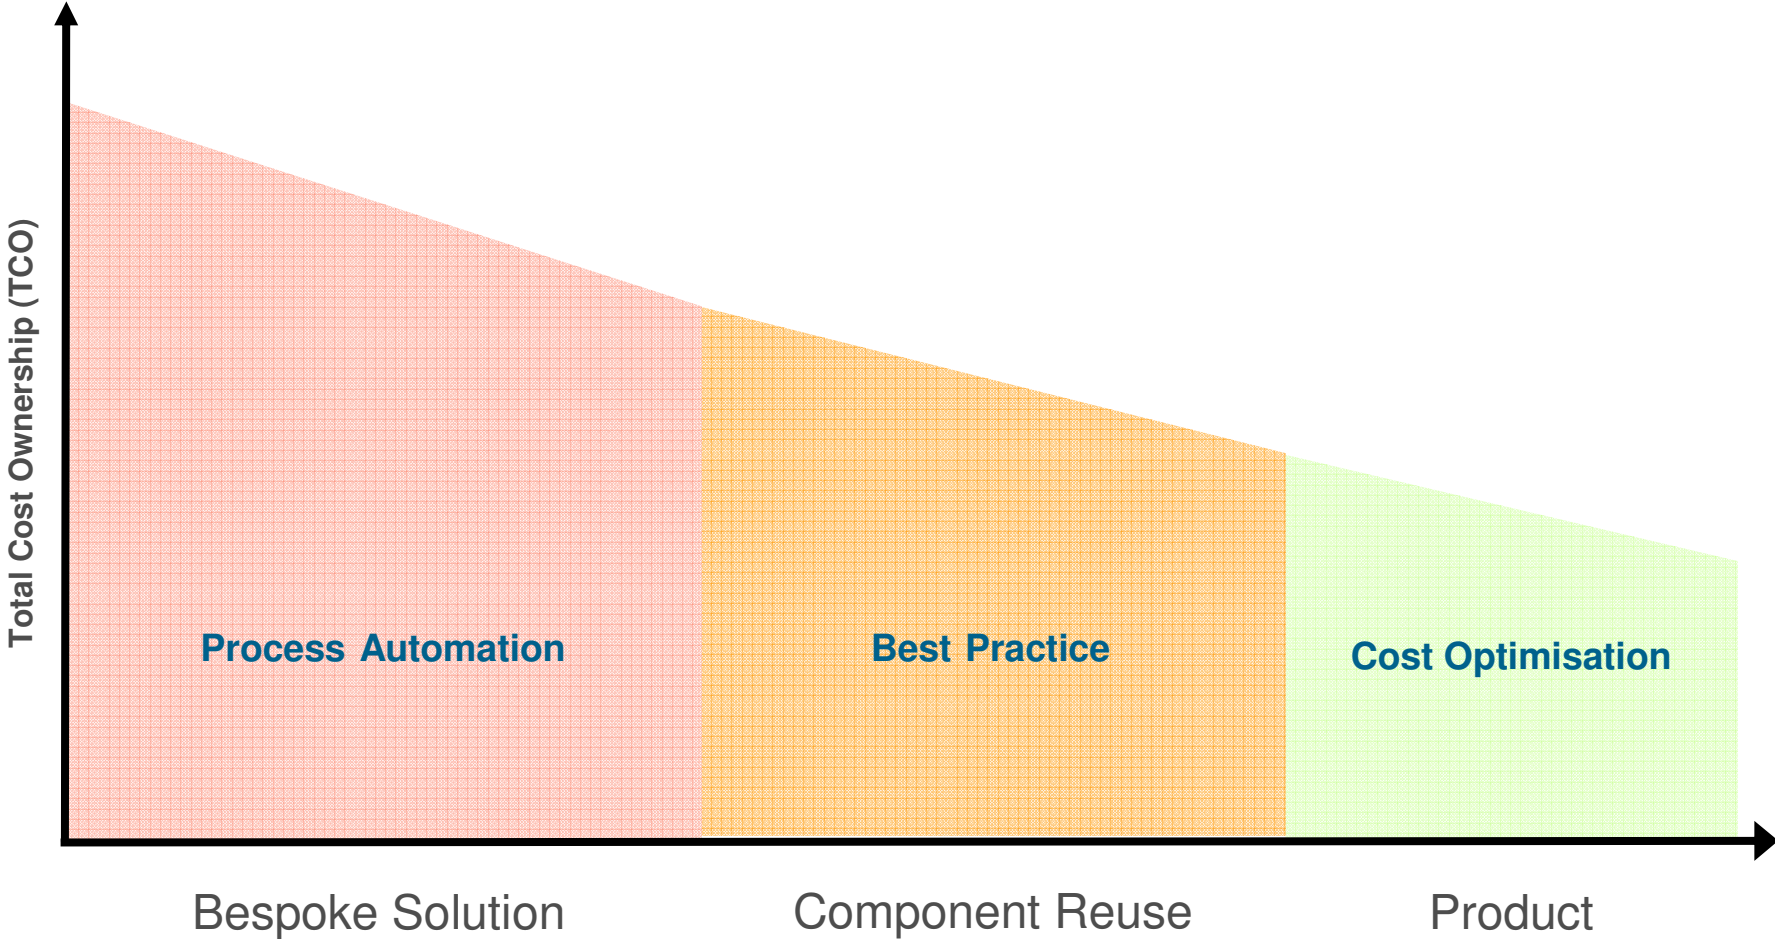 Total Cost Ownership (TCO)
Process Automation
Best Practice
Cost Optimisation
Bespoke Solution
Component Reuse
Product